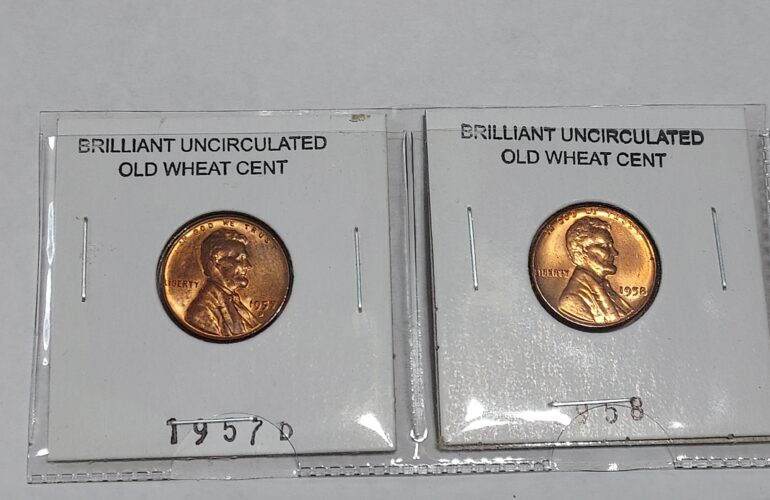 BRILLIANT UNCIRCULATED
OLD WHEAT CENT
IN GOD WE TRUST
LIBERTY
1957
D
1957 D
BRILLIANT UNCIRCULATED
OLD WHEAT CENT
IN GOD WE TRUST
LIBERTY
1958
958